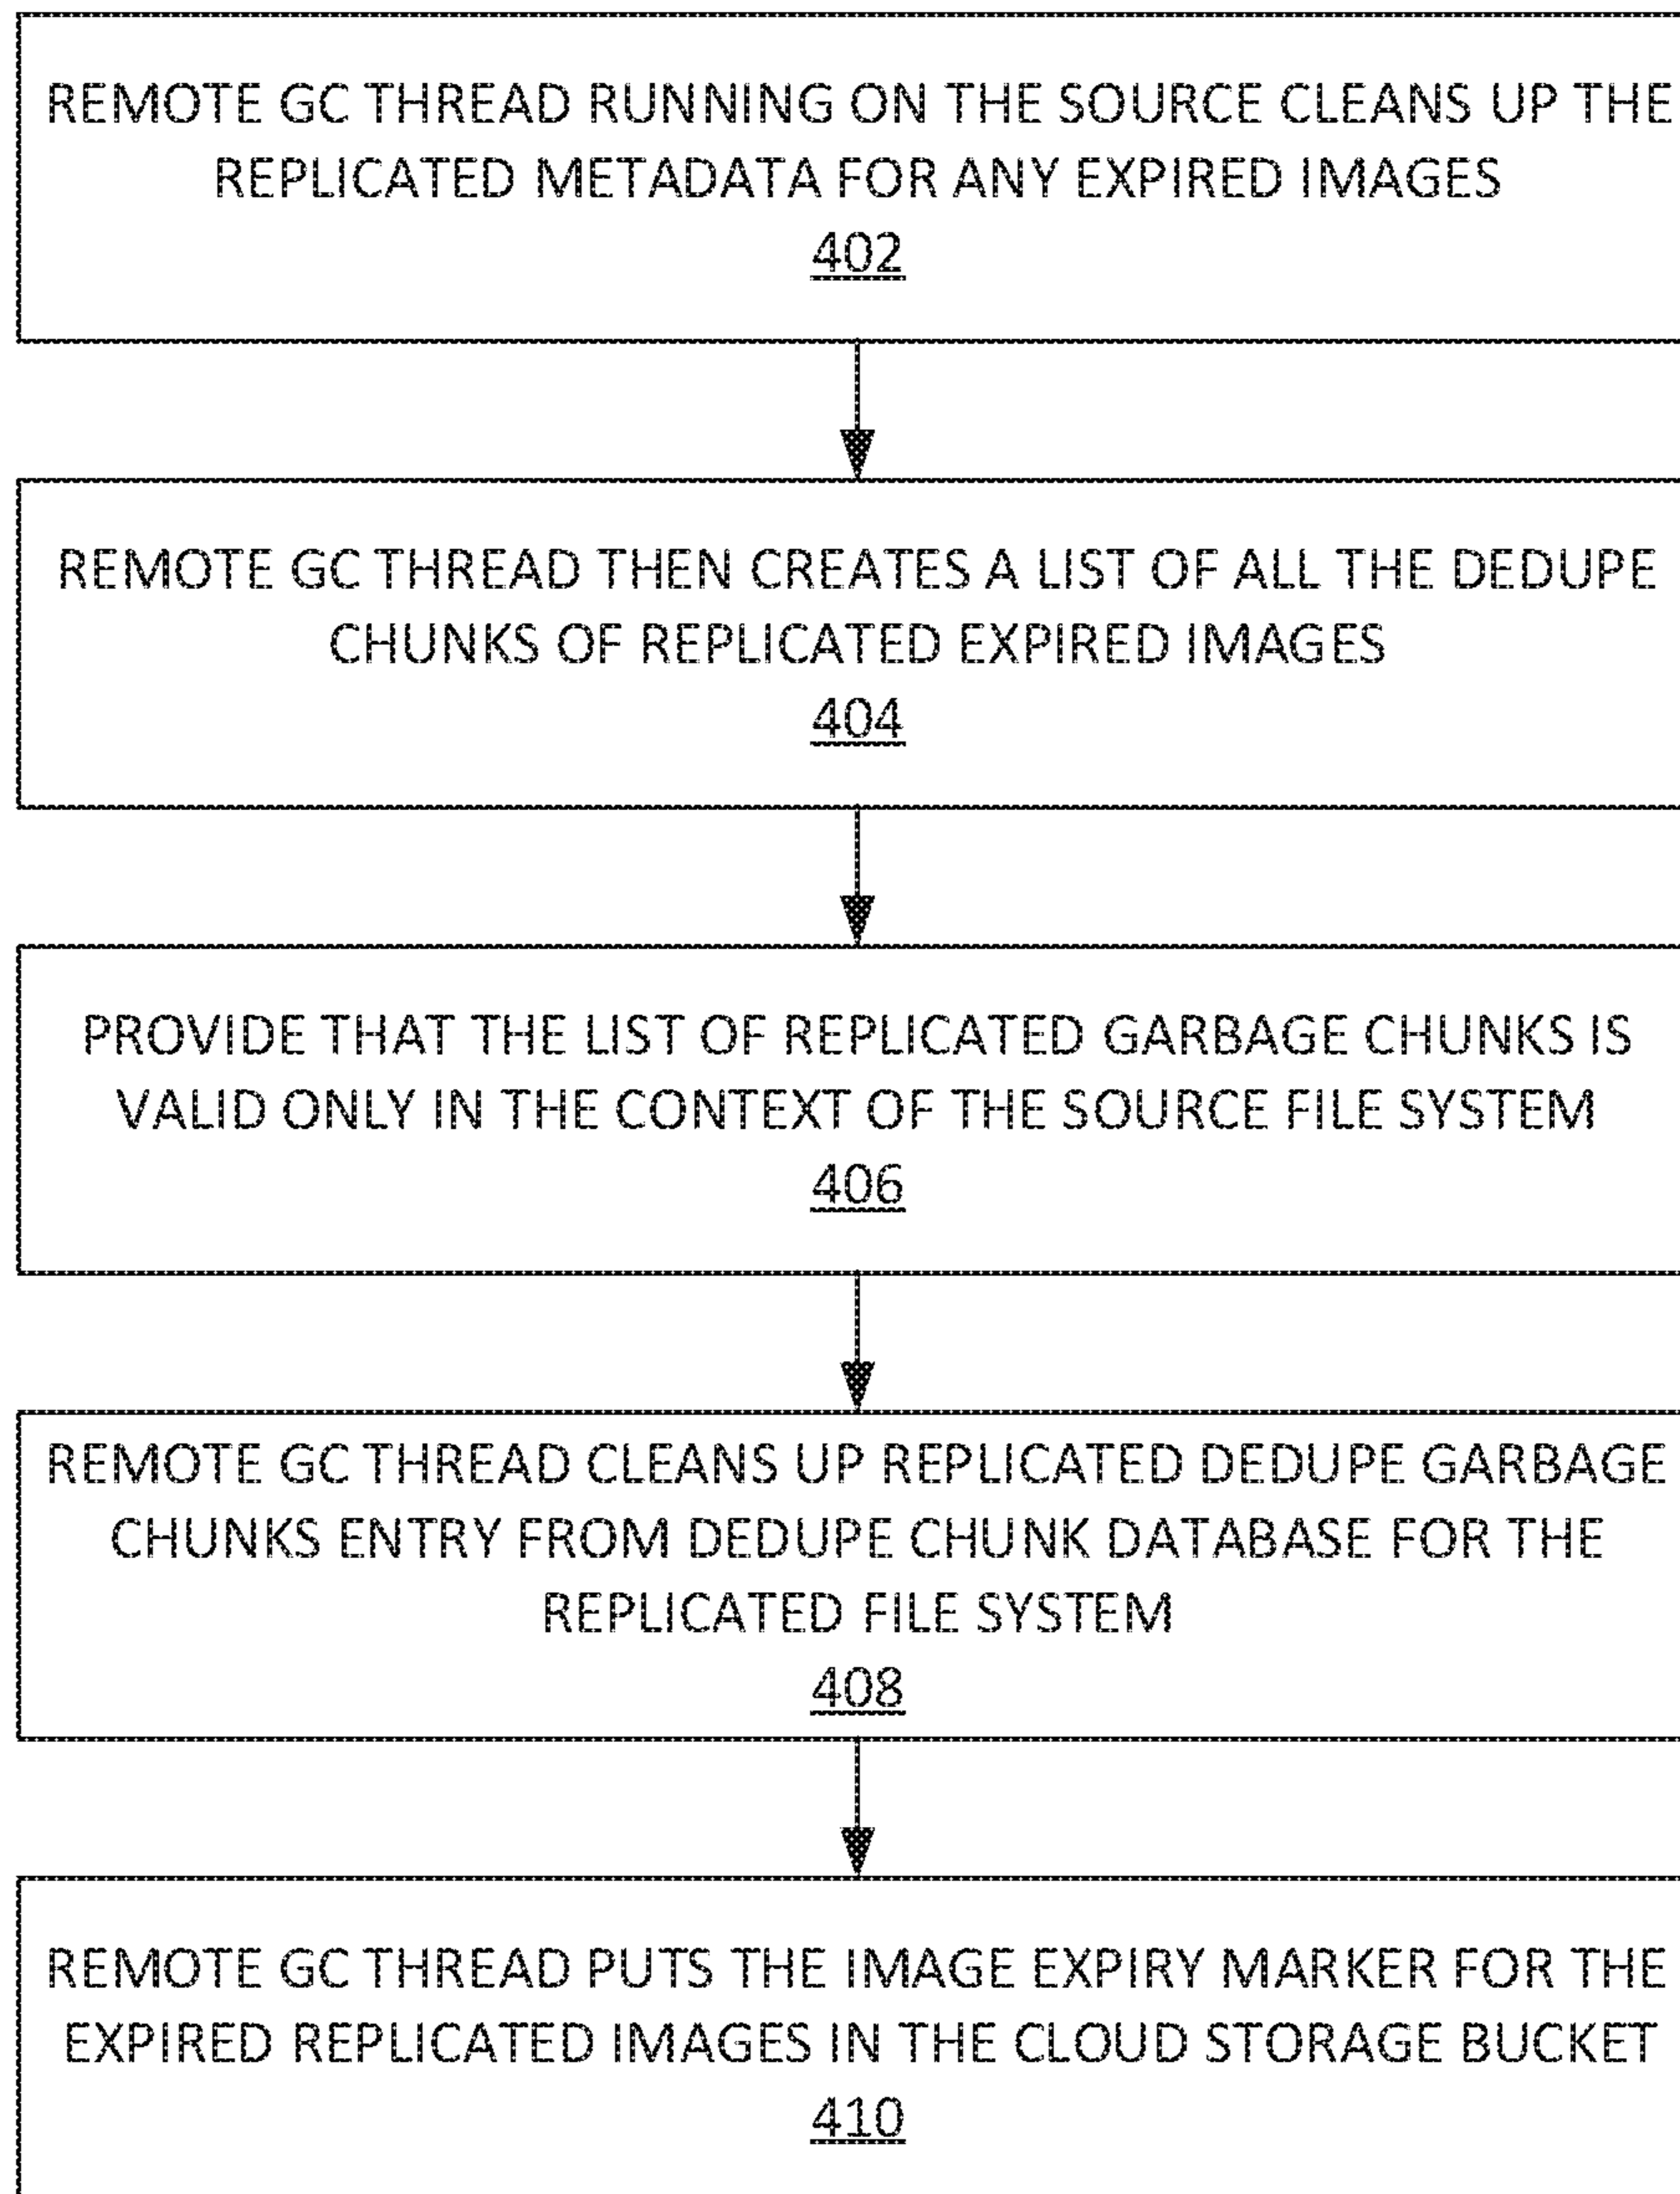 REMOTE GC THREAD RUNNING ON THE SOURCE CLEANS UP THE
REPLICATED METADATA FOR ANY EXPIRED IMAGES
402
REMOTE GC THREAD THEN CREATES A LIST OF ALL THE DEDUPE
CHUNKS OF REPLICATED EXPIRED IMAGES
404
PROVIDE THAT THE LIST OF REPLICATED GARBAGE CHUNKS IS
VALID ONLY IN THE CONTEXT OF THE SOURCE FILE SYSTEM
406
REMOTE GC THREAD CLEANS UP REPLICATED DEDUPE GARBAGE
CHUNKS ENTRY FROM DEDUPE CHUNK DATABASE FOR THE
REPLICATED FILE SYSTEM
408
REMOTE GC THREAD PUTS THE IMAGE EXPIRY MARKER FOR THE
EXPIRED REPLICATED IMAGES IN THE CLOUD STORAGE BUCKET
410